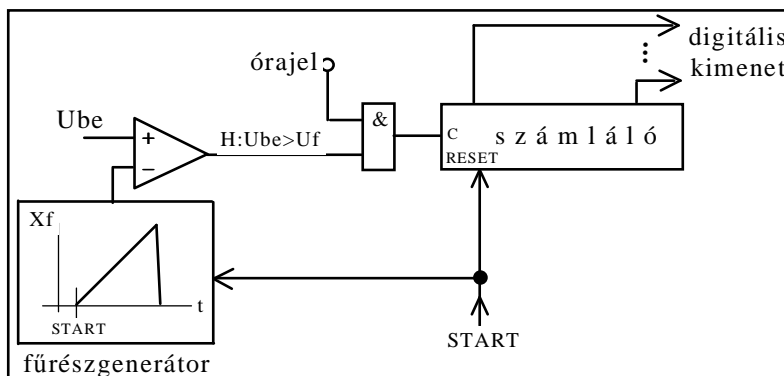 digitális
kimenet
órajel
Ube
+
−
H:Ube>Uf
&
C
számláló
RESET
Xf
t
START
START
fűrészgenerátor